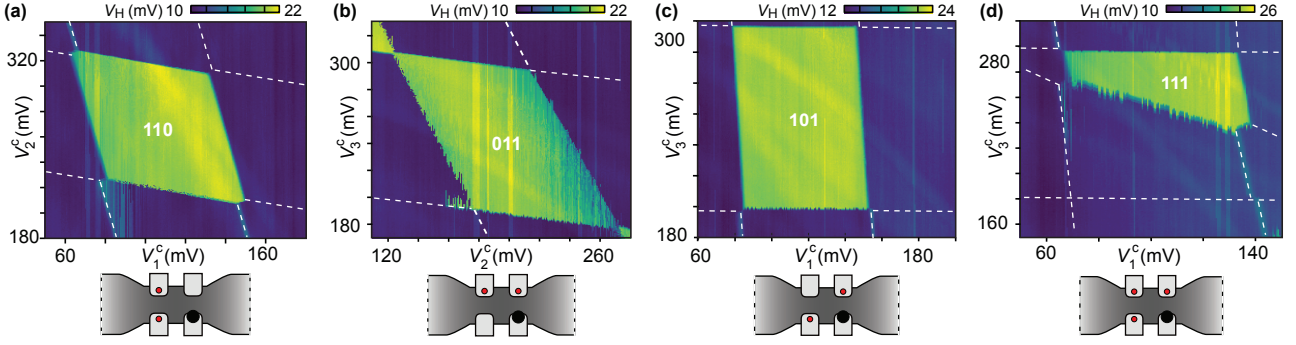 (a) V_H (mV) 10 22
320
V_2^c (mV)
180
110
60 V_1^c (mV) 160
(b) V_H (mV) 10 22
300
V_3^c (mV)
180
011
120 V_2^c (mV) 260
(c) V_H (mV) 12 24
300
V_3^c (mV)
180
101
60 V_1^c (mV) 180
(d) V_H (mV) 10 26
280
V_3^c (mV)
160
111
60 V_1^c (mV) 140